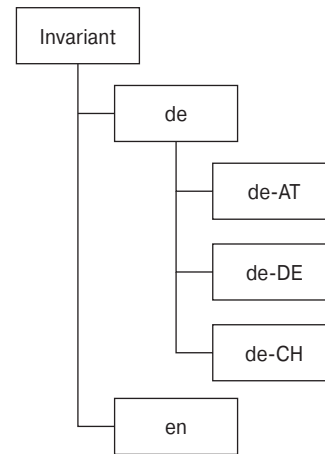 Invariant
de
de-AT
de-DE
de-CH
en